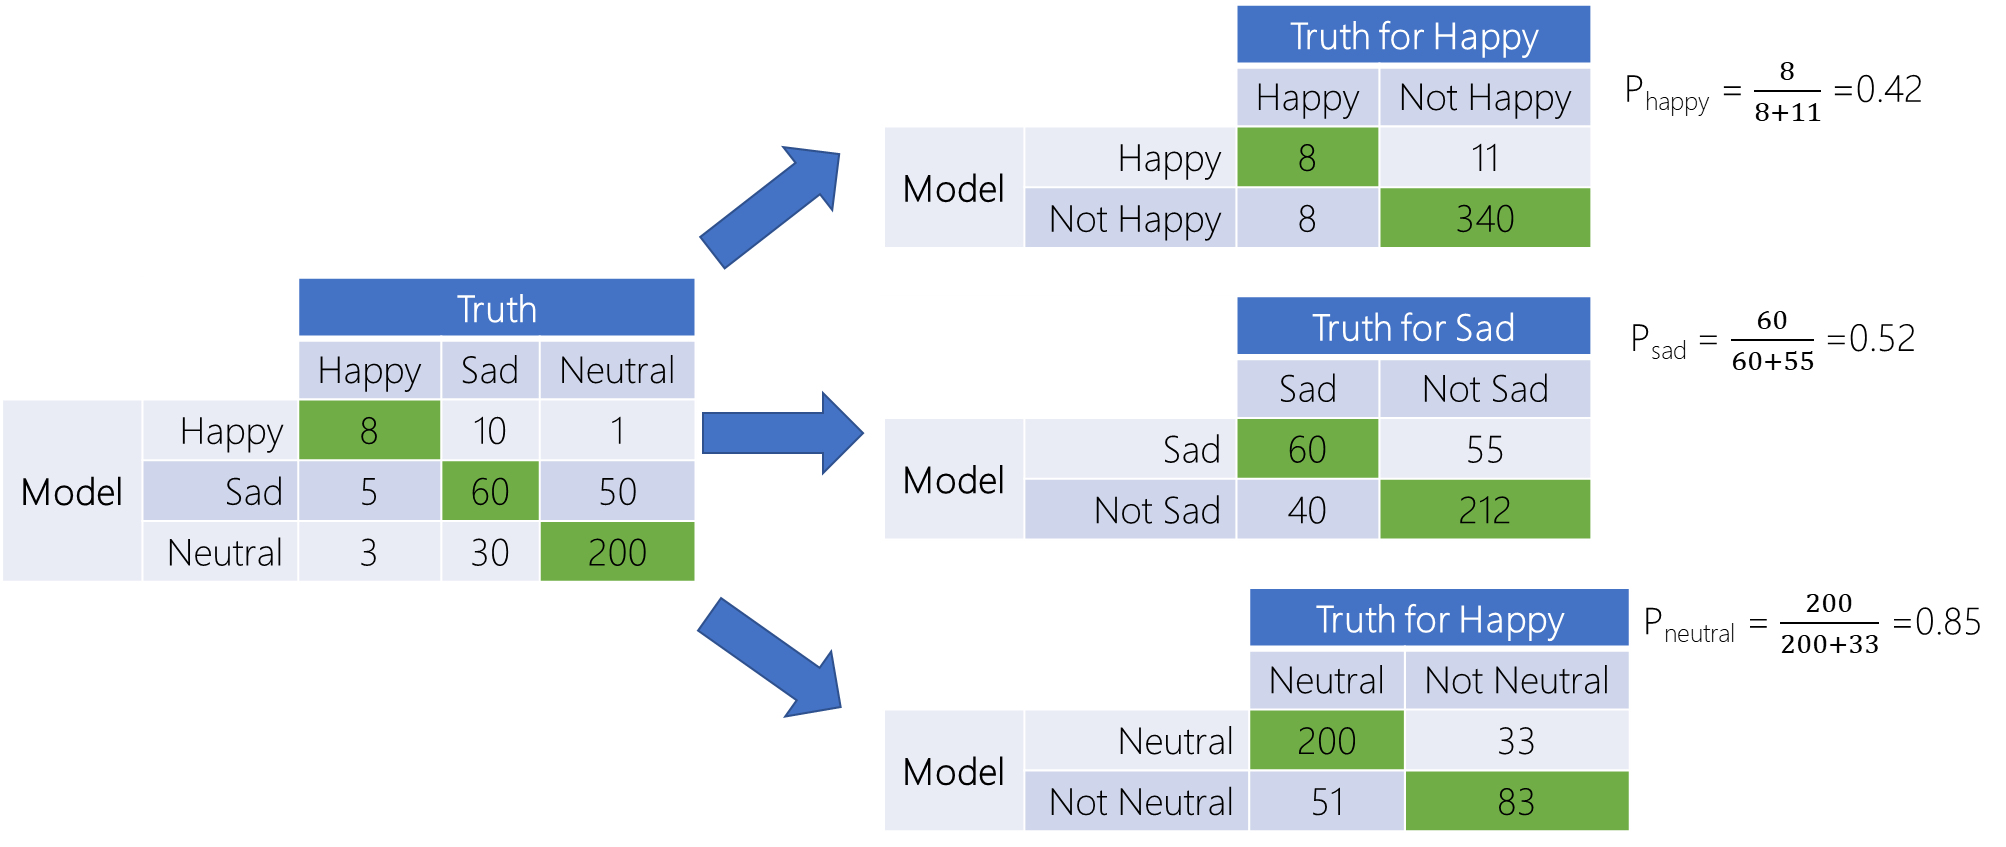 Truth
Happy Sad Neutral
Model
Happy 8 10 1
Sad 5 60 50
Neutral 3 30 200
Truth for Happy
Happy Not Happy
Model
Happy 8 11
Not Happy 8 340
P happy = 8 / 8+11 =0.42
Truth for Sad
Sad Not Sad
Model
Sad 60 55
Not Sad 40 212
P sad = 60 / 60+55 =0.52
Truth for Happy
Neutral Not Neutral
Model
Neutral 200 33
Not Neutral 51 83
P neutral = 200 / 200+33 =0.85